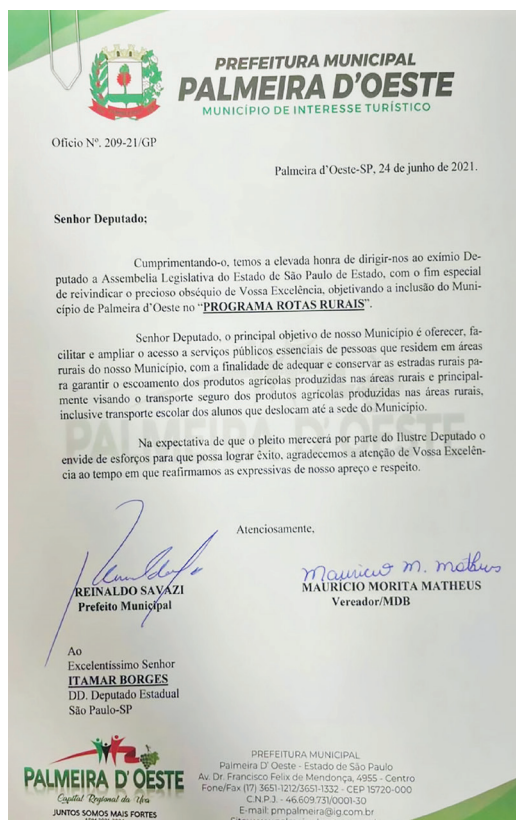 PREFEITURA MUNICIPAL
PALMEIRA D'OESTE
MUNICÍPIO DE INTERESSE TURÍSTICO
Oficio Nº. 209-21/GP
Palmeira d'Oeste-SP, 24 de junho de 2021.
Senhor Deputado;
Cumprimentando-o, temos a elevada honra de dirigir-nos ao exímio De-
putado a Assembelia Legislativa do Estado de São Paulo de Estado, com o fim especial
de reivindicar o precioso obséquio de Vossa Excelência, objetivando a inclusão do Muni-
cípio de Palmeira d'Oeste no “PROGRAMA ROTAS RURAIS”.
Senhor Deputado, o principal objetivo de nosso Município é oferecer, fa-
cilitar e ampliar o acesso a serviços públicos essenciais de pessoas que residem em áreas
rurais do nosso Município, com a finalidade de adequar e conservar as estradas rurais pa-
ra garantir o escoamento dos produtos agrícolas produzidas nas áreas rurais e principal-
mente visando o transporte seguro dos produtos agrícola produzidas nas áreas rurais,
inclusive transporte escolar dos alunos que deslocam até a sede do Município.
PALMEIRA D'OESTE
Na expectativa de que o pleito merecerá por parte do Ilustre Deputado o
envide de esforços para que possa lograr êxito, agradecemos a atenção de Vossa Excelên-
cia ao tempo em que reafirmamos as expressivas de nosso apreço e respeito.
Atenciosamente,
Mauricio M. Matheus
REINALDO SAVAZI
Prefeito Municipal
MAURICIO MORITA MATHEUS
Vereador/MDB
Ao
Excelentíssimo Senhor
ITAMAR BORGES
DD. Deputado Estadual
São Paulo-SP
PALMEIRA D'OESTE
Capital Regional da Uva
JUNTOS SOMOS MAIS FORTES
PREFEITURA MUNICIPAL
Palmeira D' Oeste - Estado de São Paulo
Av. Dr. Francisco Felix de Mendonça, 4955 - Centro
Fone/Fax (17) 3651-1212/3651-1332 - CEP 15720-000
C.N.P.J. - 46.609.731/0001-30
E-mail: pmpalmeira@ig.com.br